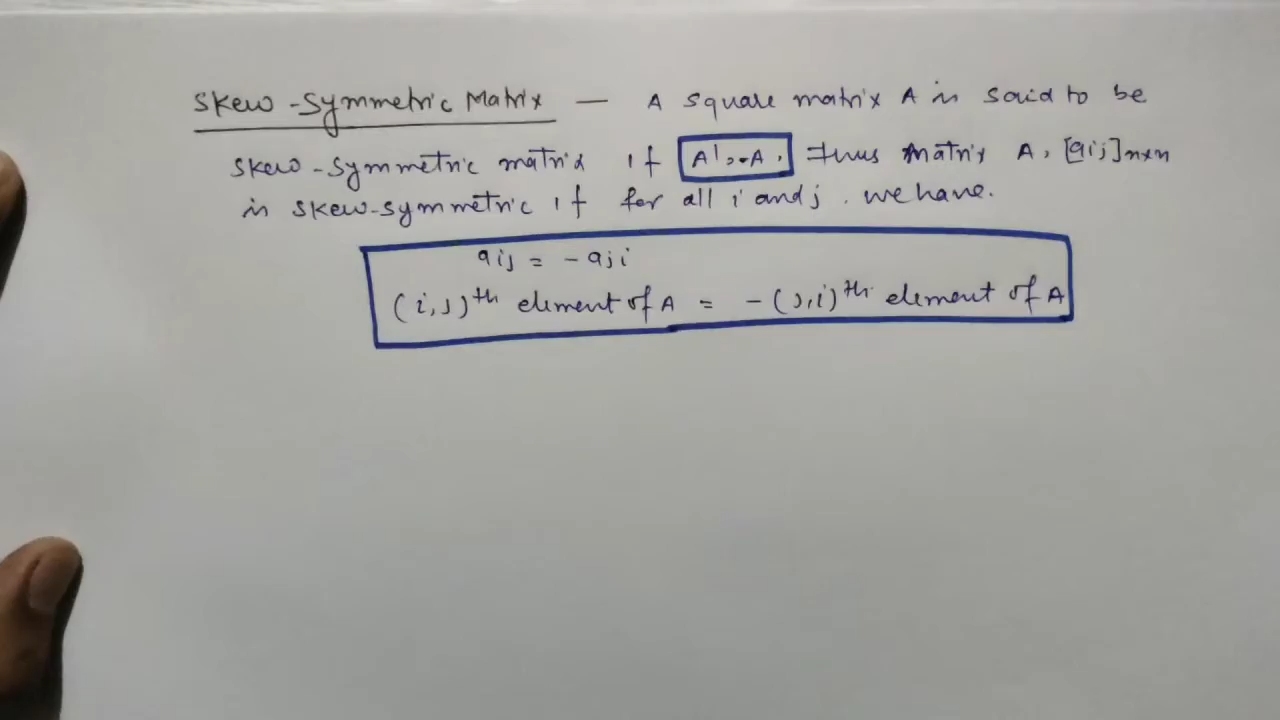 Skew-Symmetric Matrix — A square matrix A is said to be
skew-symmetric matrix if A' = -A. Thus Matrix A = [aij]n×n
is skew-symmetric if for all i and j. we have.
aij = - aji
(i,j)th element of A = - (j,i)th element of A